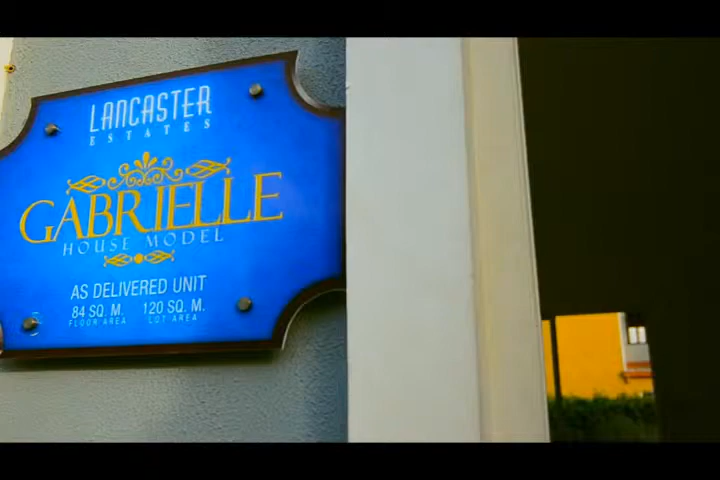 LANCASTER
ESTATES
GABRIELLE
HOUSE MODEL
AS DELIVERED UNIT
84 SQ. M. 120 SQ. M.
FLOOR AREA LOT AREA